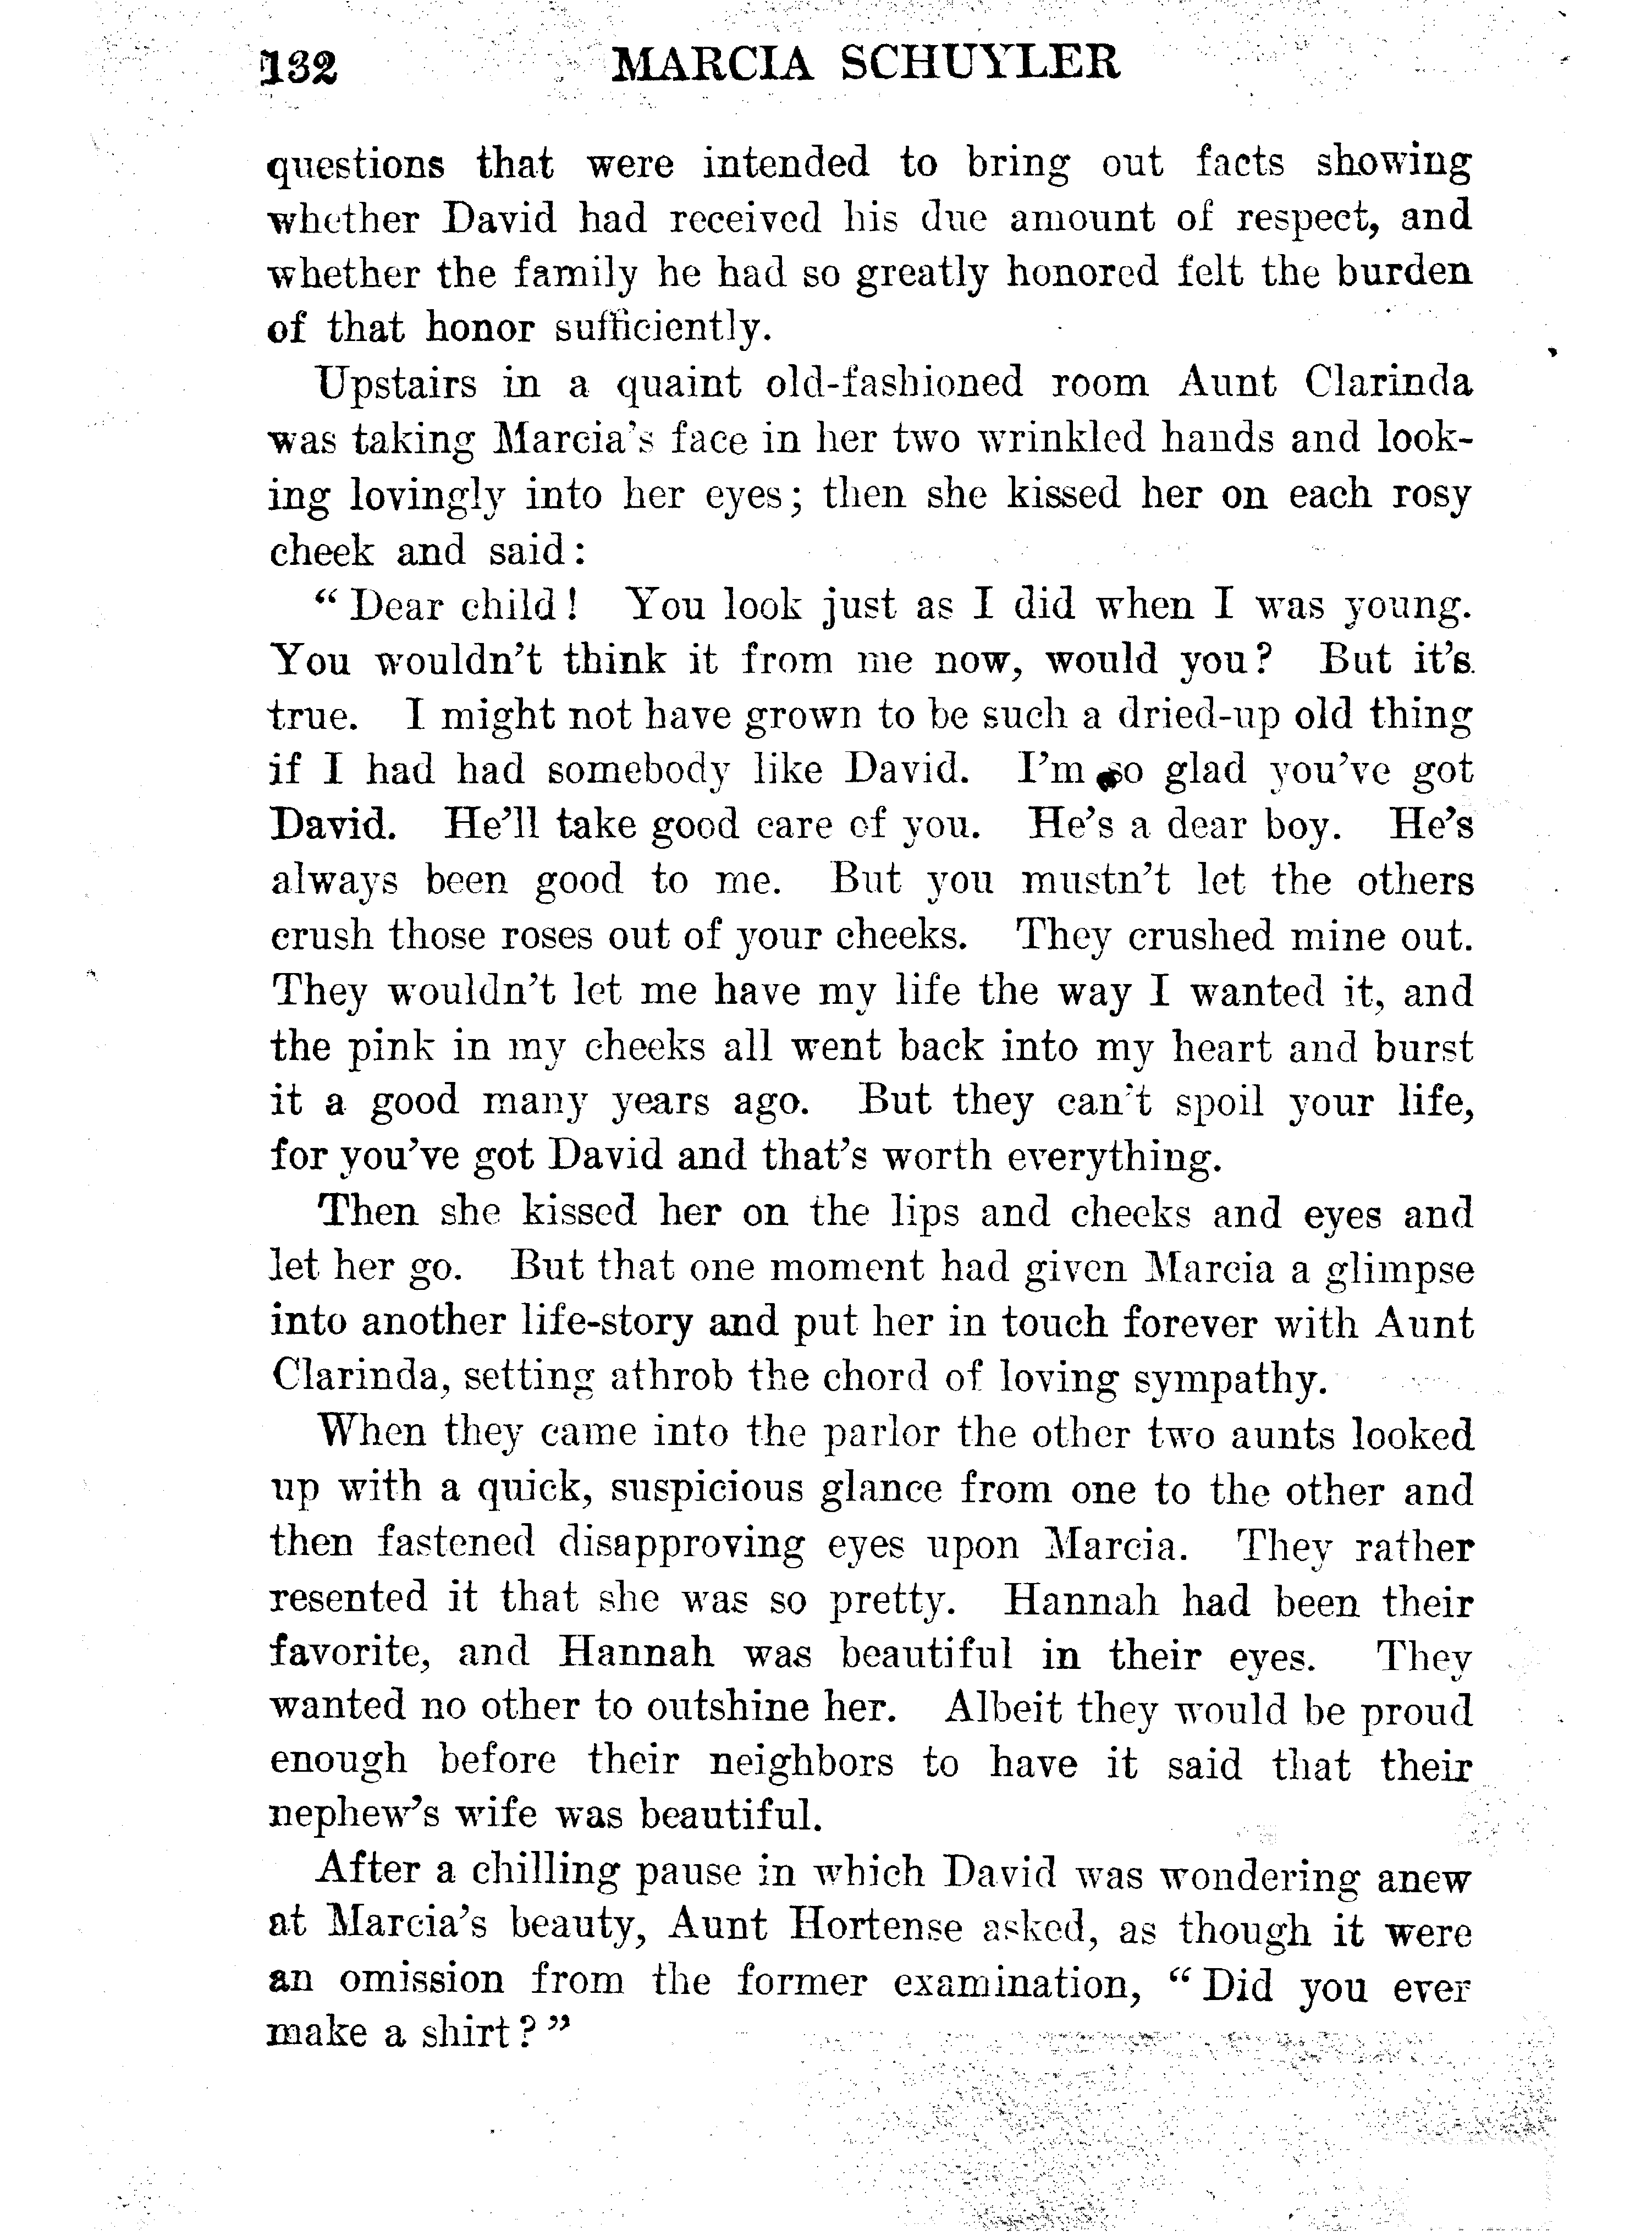 132 MARCIA SCHUYLER
questions that were intended to bring out facts showing
whether David had received his due amount of respect, and
whether the family he had so greatly honored felt the burden
of that honor sufficiently.
Upstairs in a quaint old-fashioned room Aunt Clarinda
was taking Marcia's face in her two wrinkled hands and look-
ing lovingly into her eyes; then she kissed her on each rosy
cheek and said:
“Dear child! You look just as I did when I was young.
You wouldn't think it from me now, would you? But it's
true. I might not have grown to be such a dried-up old thing
if I had had somebody like David. I'm so glad you've got
David. He'll take good care of you. He's a dear boy. He's
always been good to me. But you mustn't let the others
crush those roses out of your cheeks. They crushed mine out.
They wouldn't let me have my life the way I wanted it, and
the pink in my cheeks all went back into my heart and burst
it a good many years ago. But they can't spoil your life,
for you've got David and that's worth everything.
Then she kissed her on the lips and cheeks and eyes and
let her go. But that one moment had given Marcia a glimpse
into another life-story and put her in touch forever with Aunt
Clarinda, setting athrob the chord of loving sympathy.
When they came into the parlor the other two aunts looked
up with a quick, suspicious glance from one to the other and
then fastened disapproving eyes upon Marcia. They rather
resented it that she was so pretty. Hannah had been their
favorite, and Hannah was beautiful in their eyes. They
wanted no other to outshine her. Albeit they would be proud
enough before their neighbors to have it said that their
nephew's wife was beautiful.
After a chilling pause in which David was wondering anew
at Marcia's beauty, Aunt Hortense asked, as though it were
an omission from the former examination, “Did you ever
make a shirt?”